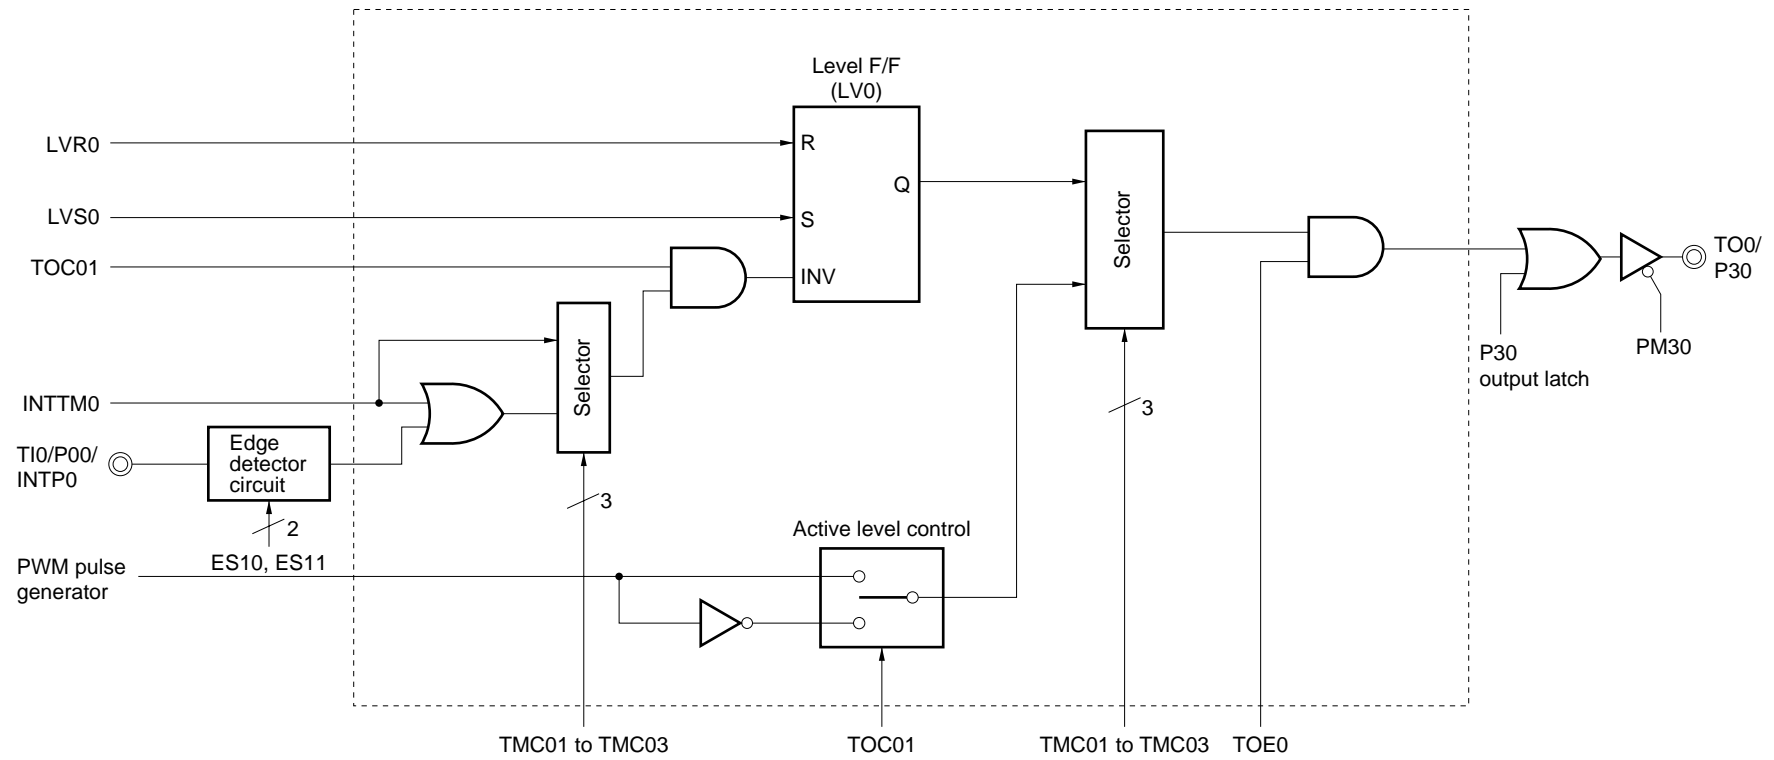 Level F/F
(LV0)
LVR0
R
Q
LVS0
S
TOC01
INV
Selector
TO0/
P30
P30
output latch
PM30
Selector
INTTM0
3
TI0/P00/
INTP0
Edge
detector
circuit
2
ES10, ES11
3
Active level control
PWM pulse
generator
TMC01 to TMC03
TOC01
TMC01 to TMC03
TOE0